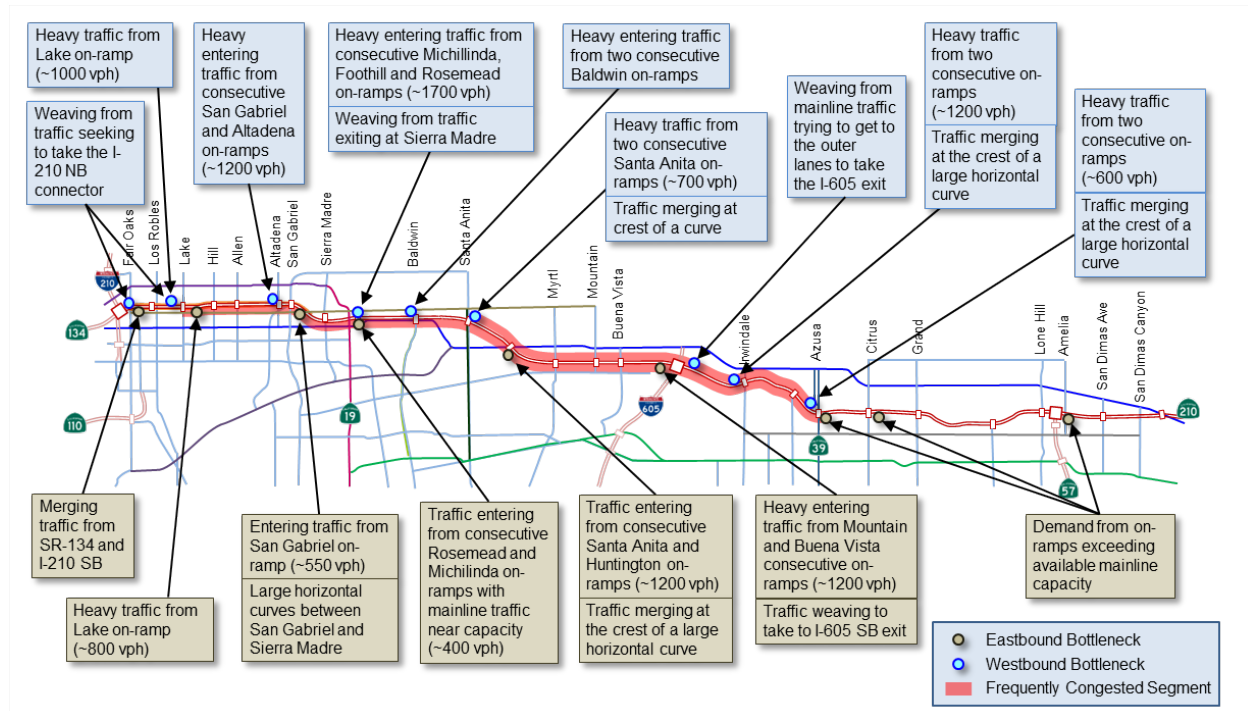 Heavy traffic from
Lake on-ramp
(~1000 vph)
Weaving from
traffic seeking
to take the I-
210 NB
connector
Heavy
entering
traffic from
consecutive
San Gabriel
and Altadena
on-ramps
(~1200 vph)
Heavy entering traffic from
consecutive Michillinda,
Foothill and Rosemead
on-ramps (~1700 vph)
Weaving from traffic
exiting at Sierra Madre
Heavy entering traffic
from two consecutive
Baldwin on-ramps
Heavy traffic from
two consecutive
Santa Anita on-
ramps (~700 vph)
Traffic merging at
crest of a curve
Weaving from
mainline traffic
trying to get to
the outer
lanes to take
the I-605 exit
Heavy traffic
from two
consecutive on-
ramps
(~1200 vph)
Traffic merging
at the crest of a
large horizontal
curve
Heavy traffic
from two
consecutive on-
ramps
(~600 vph)
Traffic merging
at the crest of a
large horizontal
curve
Fair Oaks
Los Robles
Lake
Hill
Allen
Altadena
San Gabriel
Sierra Madre
Baldwin
Santa Anita
Myrtl
Mountain
Buena Vista
Irwindale
Azusa
Citrus
Grand
Lone Hill
Amelia
San Dimas Ave
San Dimas Canyon
210
134
110
19
605
39
57
210
Merging
traffic from
SR-134 and
I-210 SB
Heavy traffic from
Lake on-ramp
(~800 vph)
Entering traffic from
San Gabriel on-
ramp (~550 vph)
Large horizontal
curves between
San Gabriel and
Sierra Madre
Traffic entering
from consecutive
Rosemead and
Michilinda on-
ramps with
mainline traffic
near capacity
(~400 vph)
Traffic entering
from consecutive
Santa Anita and
Huntington on-
ramps (~1200 vph)
Traffic merging at
the crest of a large
horizontal curve
Heavy entering
traffic from Mountain
and Buena Vista
consecutive on-
ramps (~1200 vph)
Traffic weaving to
take to I-605 SB exit
Demand from on-
ramps exceeding
available mainline
capacity
Eastbound Bottleneck
Westbound Bottleneck
Frequently Congested Segment